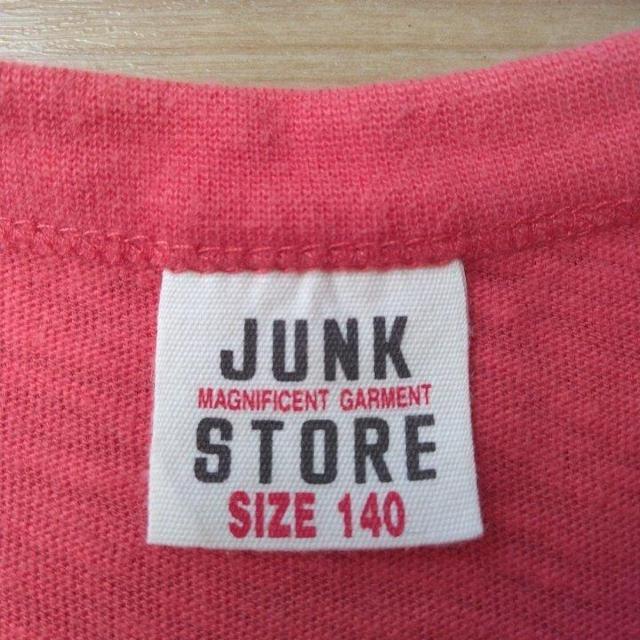 JUNK
MAGNIFICENT GARMENT
STORE
SIZE 140